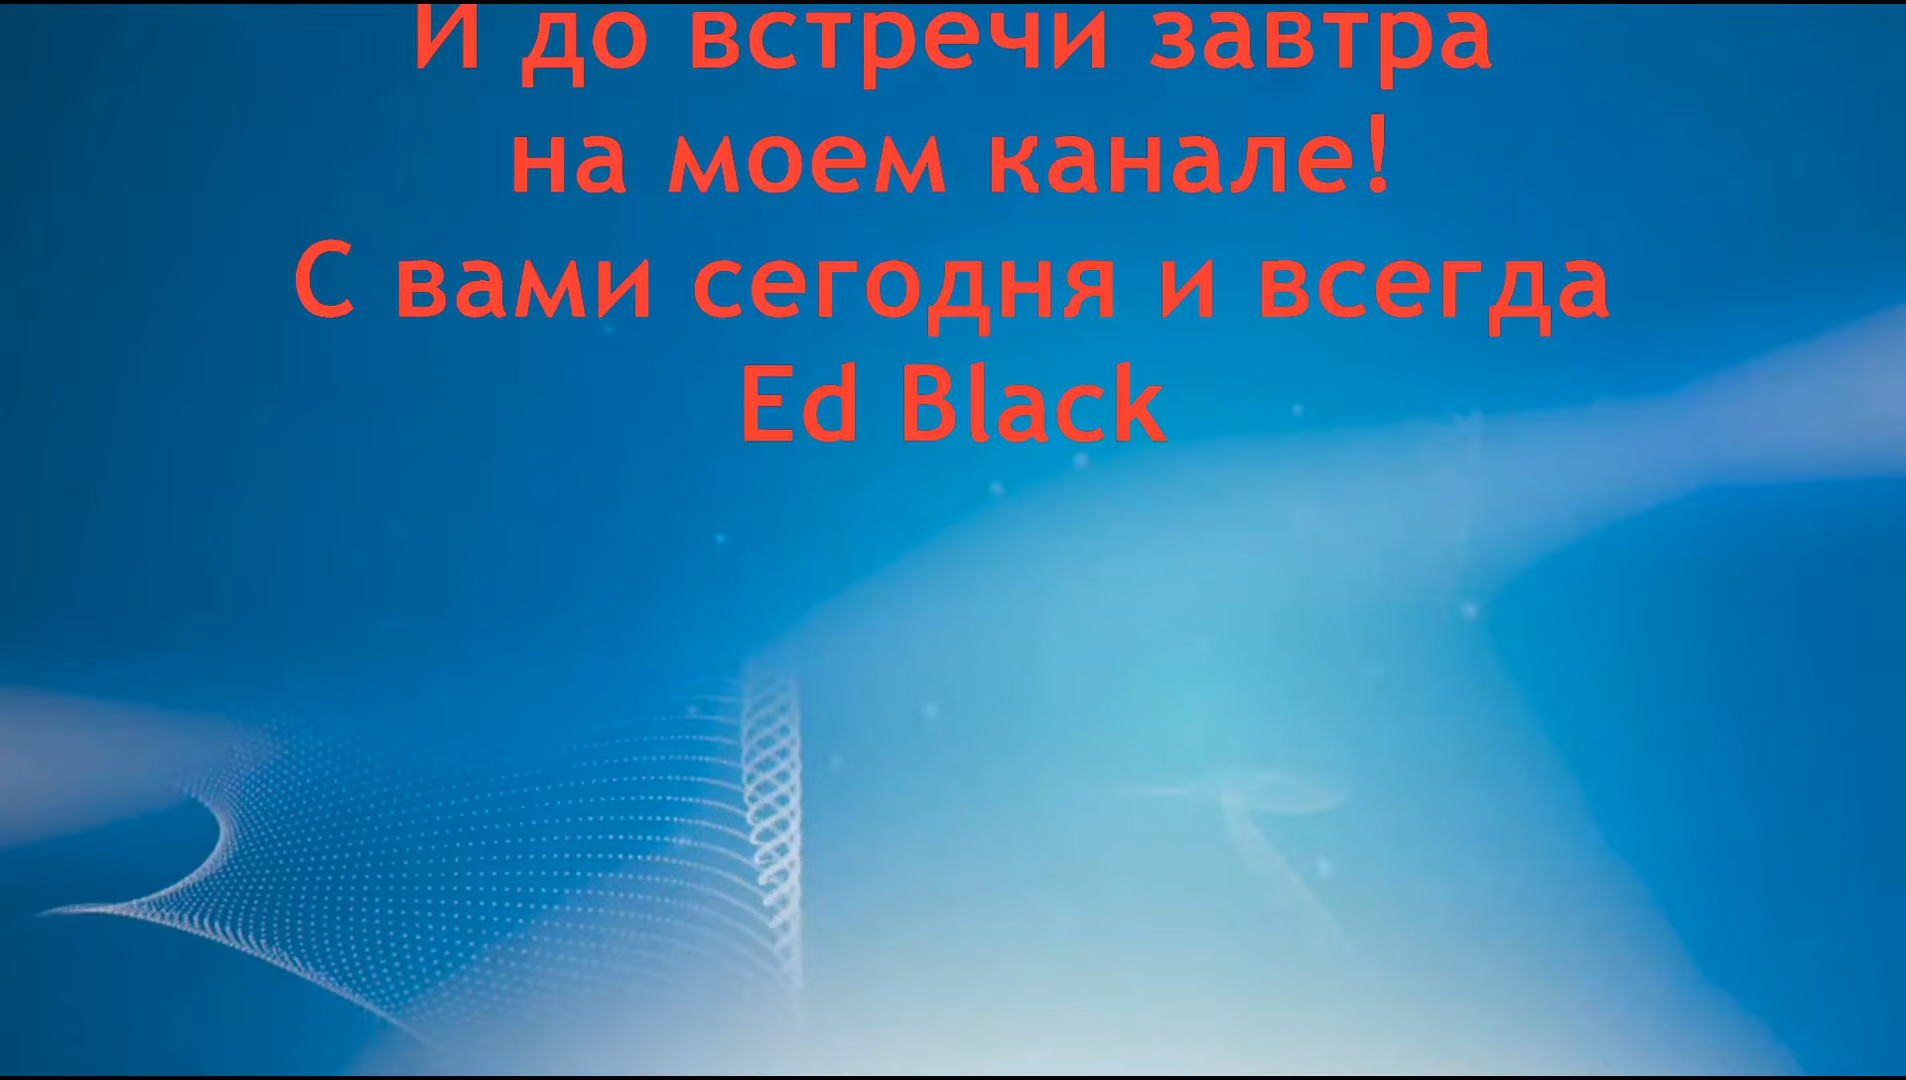 И до встречи завтра
на моем канале!
С вами сегодня и всегда
Ed Black